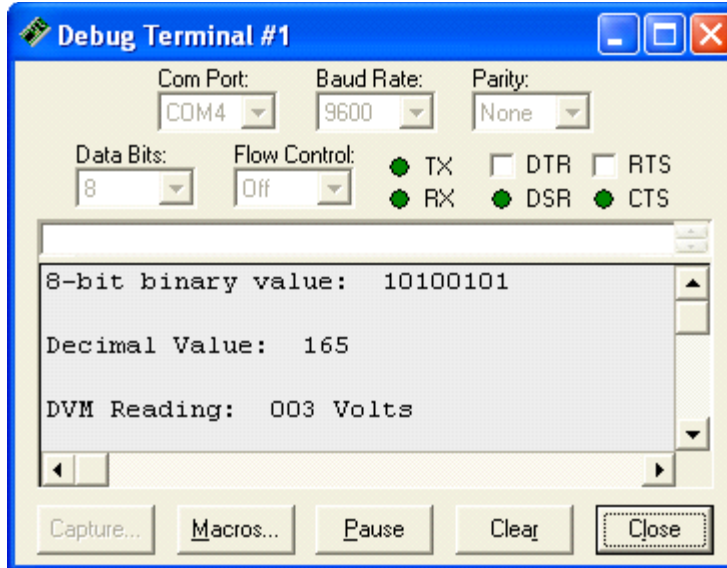 Debug Terminal #1
Com Port: Baud Rate: Parity:
COM4 9600 None
Data Bits: Flow Control: TX DTR RTS
8 Off RX DSR CTS
8-bit binary value:  10100101
Decimal Value:  165
DVM Reading:  003 Volts
Capture... Macros... Pause Clear Close